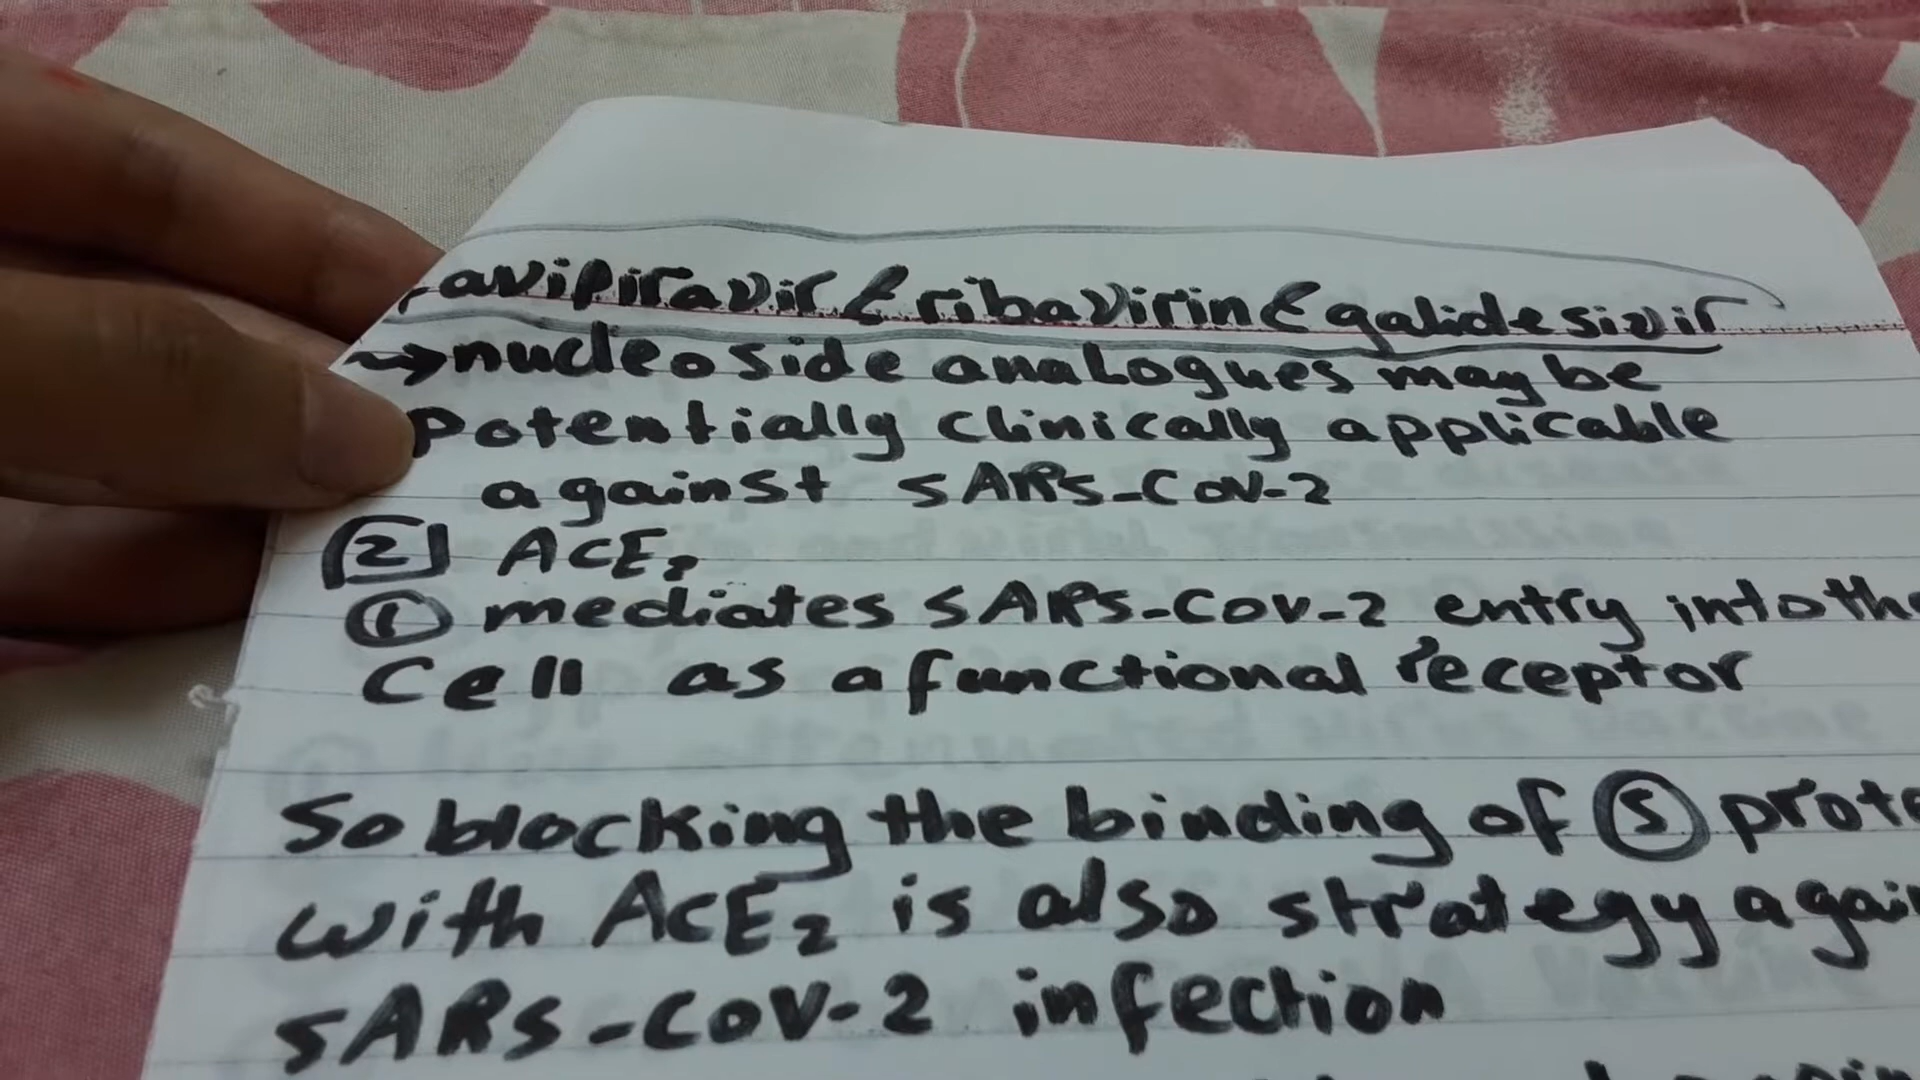 avipiravir & ribavirin & galidesivir
→ nucleoside analogues may be
potentially clinically applicable
against SARS-CoV-2
[2] ACE2
① mediates SARS-CoV-2 entry into th
Cell as a functional receptor
So blocking the binding of Ⓢ prote
with ACE2 is also strategy agai
SARS-CoV-2 infection